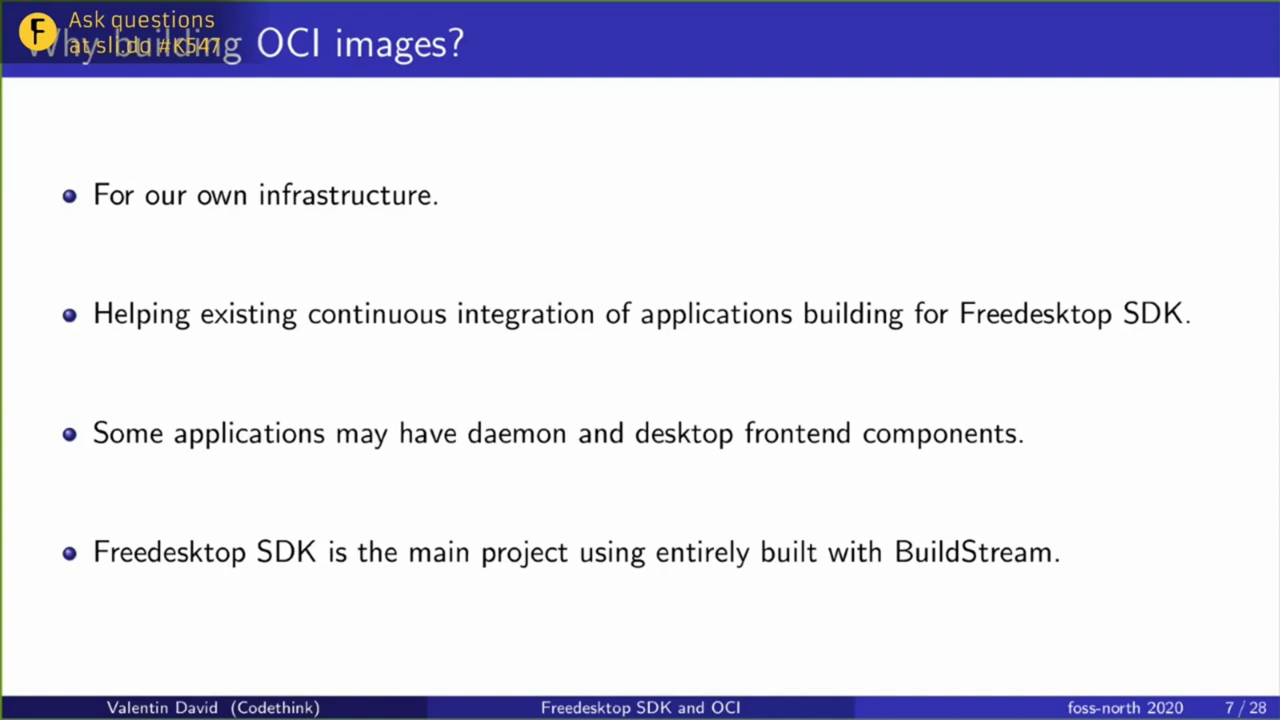 Ask questions
at sli.do #K547
Why building OCI images?
For our own infrastructure.
Helping existing continuous integration of applications building for Freedesktop SDK.
Some applications may have daemon and desktop frontend components.
Freedesktop SDK is the main project using entirely built with BuildStream.
Valentin David (Codethink) Freedesktop SDK and OCI foss-north 2020 7 / 28